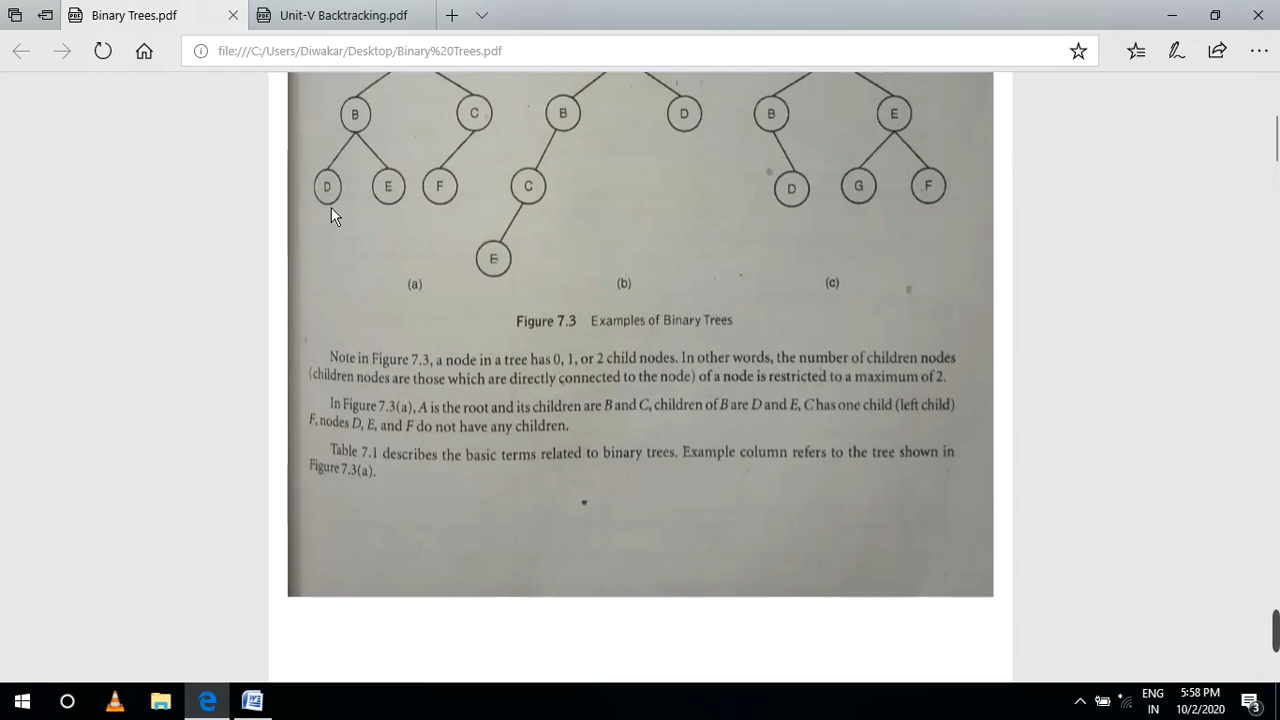 Binary Trees.pdf
Unit-V Backtracking.pdf
file:///C:/Users/Diwakar/Desktop/Binary%20Trees.pdf
B C B D B E
D E F C D G F
E
(a) (b) (c)
Figure 7.3 Examples of Binary Trees
Note in Figure 7.3, a node in a tree has 0, 1, or 2 child nodes. In other words, the number of children nodes
(children nodes are those which are directly connected to the node) of a node is restricted to a maximum of 2.
In Figure 7.3(a), A is the root and its children are B and C, children of B are D and E, C has one child (left child)
F, nodes D, E, and F do not have any children.
Table 7.1 describes the basic terms related to binary trees. Example column refers to the tree shown in
Figure 7.3(a).
ENG
IN
5:58 PM
10/2/2020
3